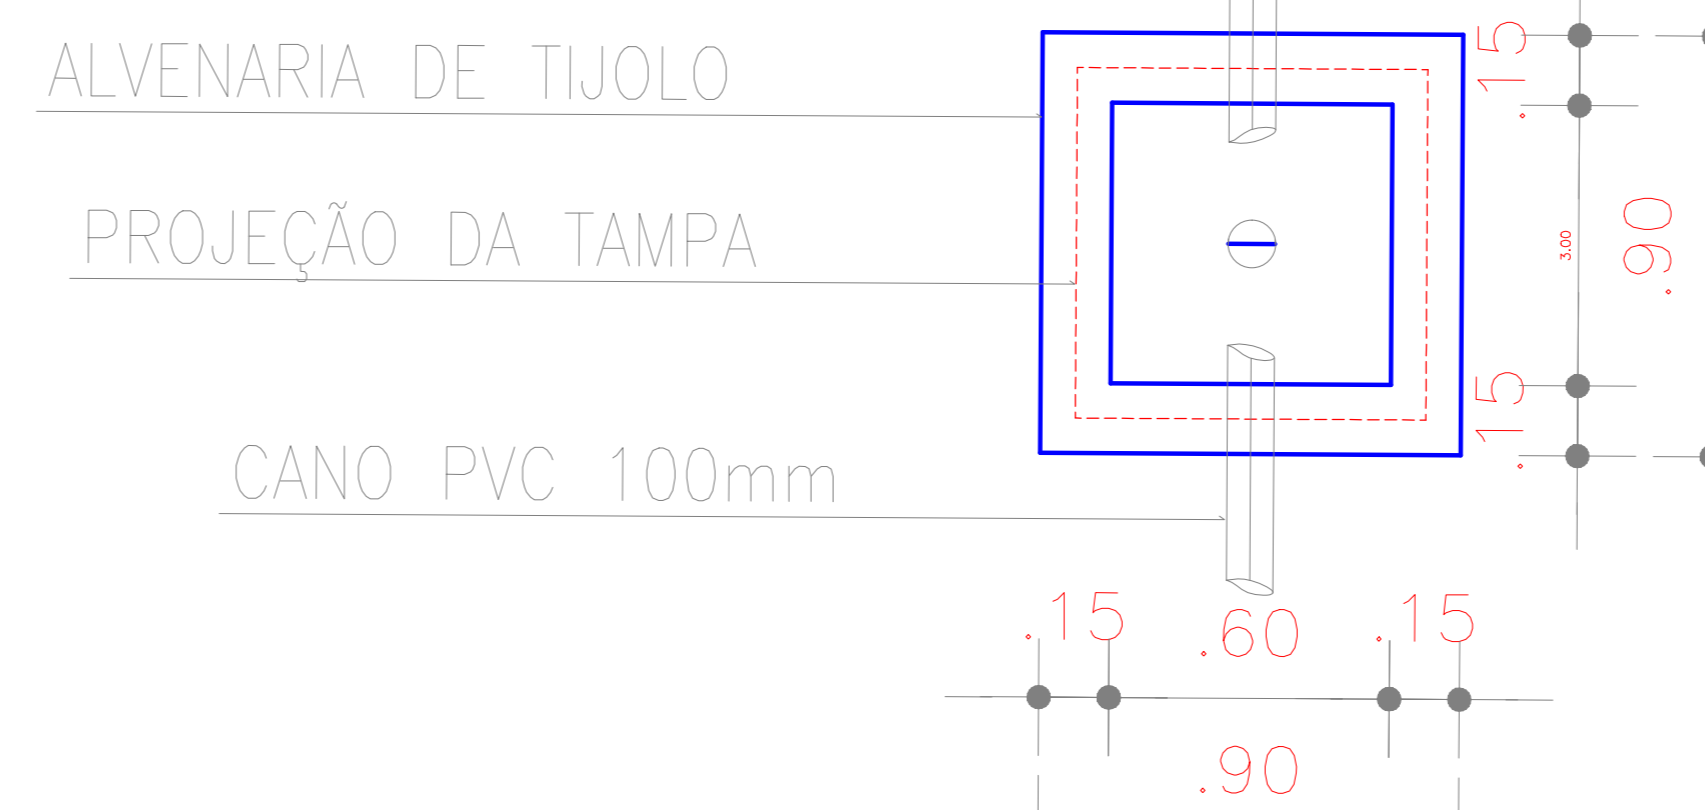 ALVENARIA DE TIJOLO
.15
PROJEÇÃO DA TAMPA
3.00
.90
.15
CANO PVC 100mm
.15 .60 .15
.90